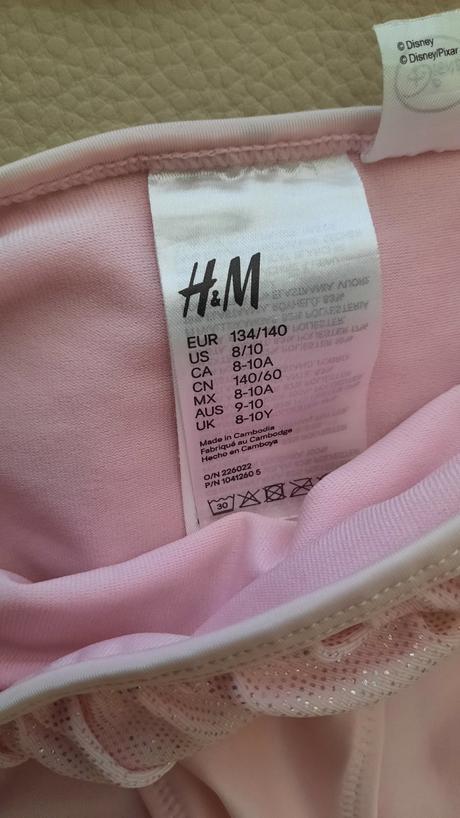 © Disney
© Disney/Pixar
H&M
EUR 134/140
US 8/10
CA 8-10A
CN 140/60
MX 8-10A
AUS 9-10
UK 8-10Y
Made in Cambodia
Fabriqué au Cambodge
Hecho en Camboya
O/N 226022
P/N 1041260 5
30